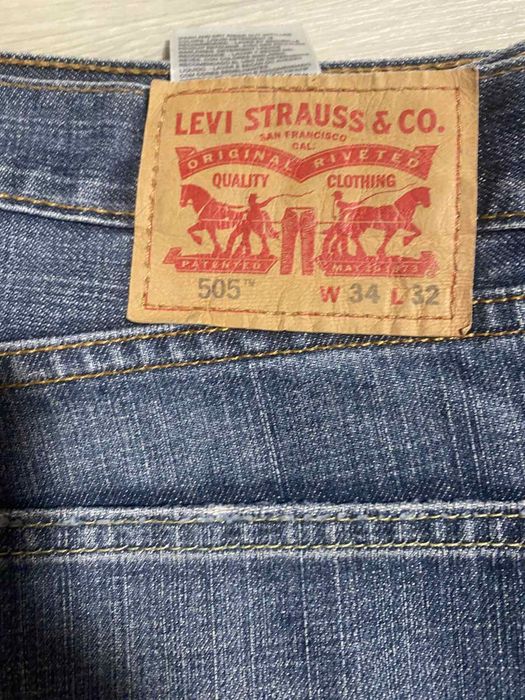 LEVI STRAUSS & CO.
SAN FRANCISCO
CAL.
ORIGINAL RIVETED
QUALITY CLOTHING
PATENTED MAY 20 1873
505™ W 34 L 32